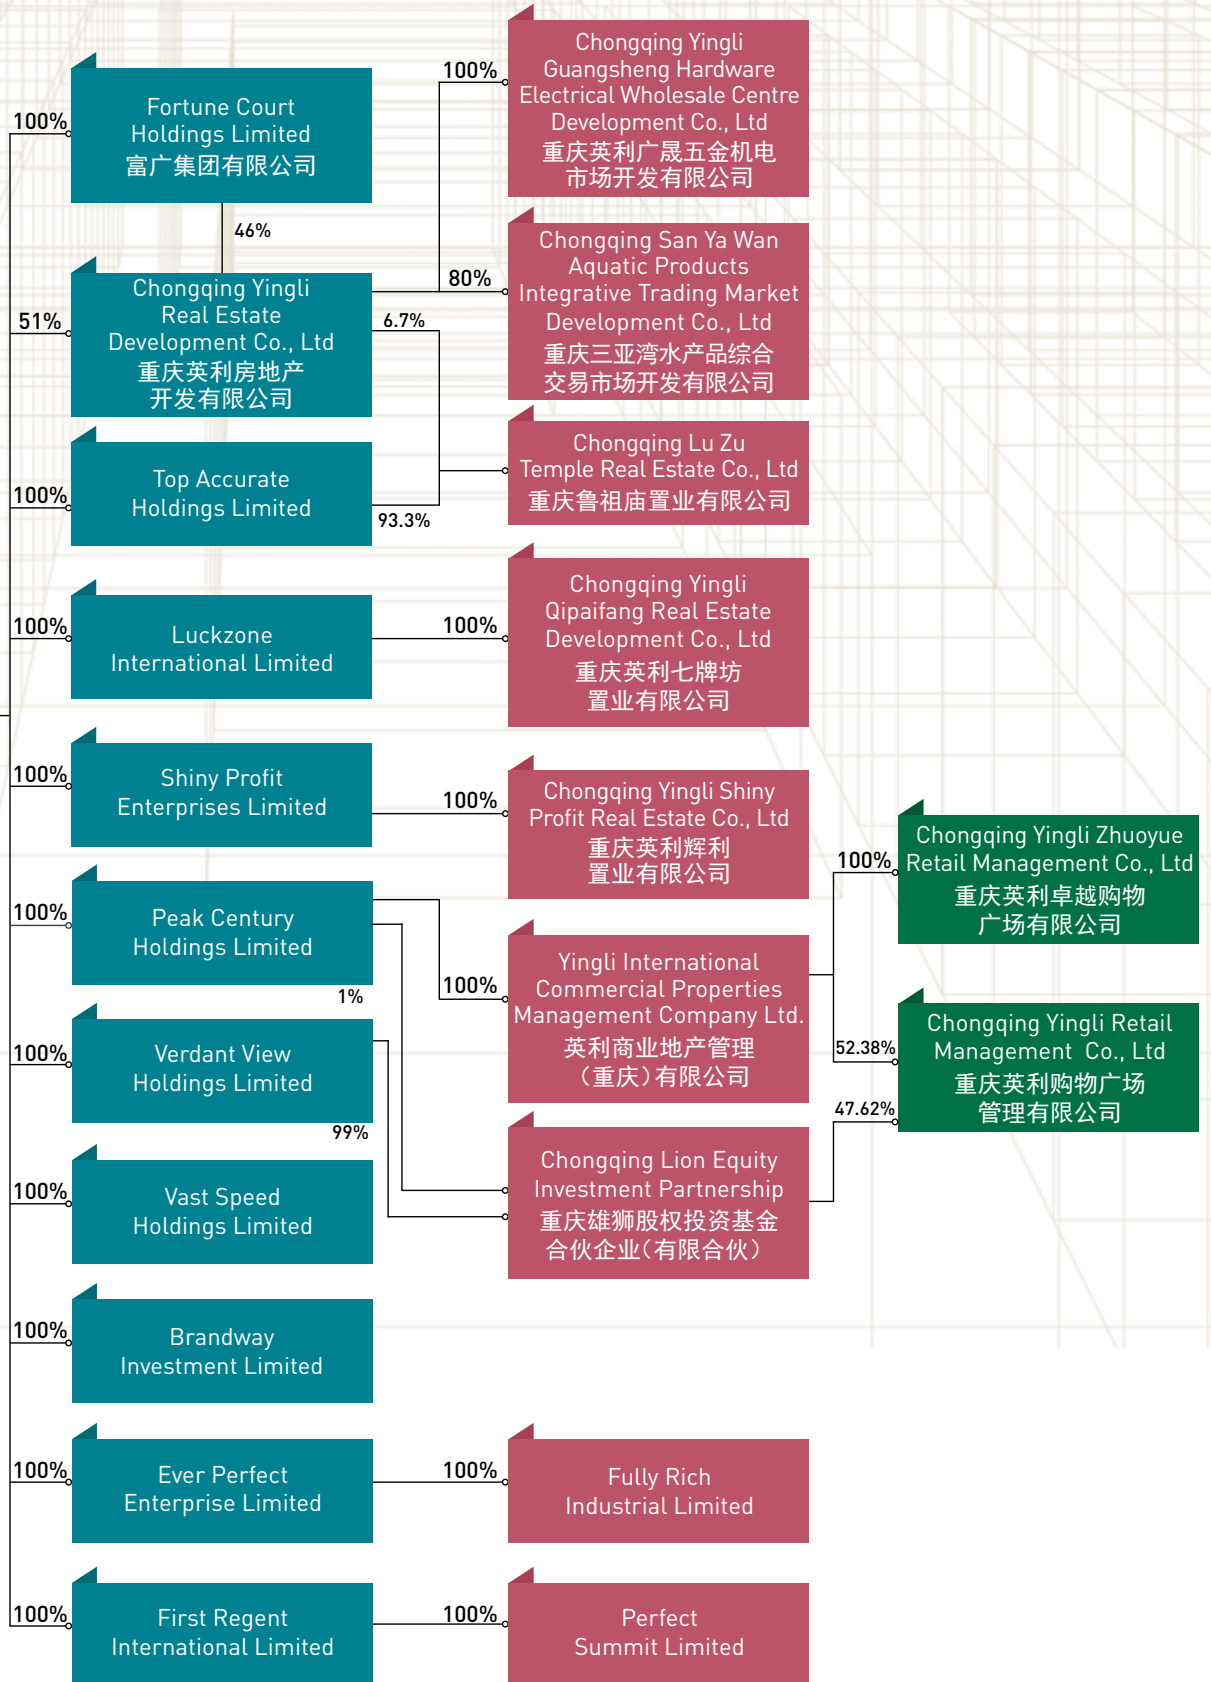 100%
Fortune Court
Holdings Limited
富广集团有限公司
46%
51%
Chongqing Yingli
Real Estate
Development Co., Ltd
重庆英利房地产
开发有限公司
6.7%
100%
Top Accurate
Holdings Limited
93.3%
100%
Luckzone
International Limited
100%
Shiny Profit
Enterprises Limited
100%
Peak Century
Holdings Limited
1%
100%
Verdant View
Holdings Limited
99%
100%
Vast Speed
Holdings Limited
100%
Brandway
Investment Limited
100%
Ever Perfect
Enterprise Limited
100%
First Regent
International Limited
100%
Chongqing Yingli
Guangsheng Hardware
Electrical Wholesale Centre
Development Co., Ltd
重庆英利广晟五金机电
市场开发有限公司
80%
Chongqing San Ya Wan
Aquatic Products
Integrative Trading Market
Development Co., Ltd
重庆三亚湾水产品综合
交易市场开发有限公司
Chongqing Lu Zu
Temple Real Estate Co., Ltd
重庆鲁祖庙置业有限公司
100%
Chongqing Yingli
Qipaifang Real Estate
Development Co., Ltd
重庆英利七牌坊
置业有限公司
100%
Chongqing Yingli Shiny
Profit Real Estate Co., Ltd
重庆英利辉利
置业有限公司
100%
Yingli International
Commercial Properties
Management Company Ltd.
英利商业地产管理
（重庆）有限公司
Chongqing Lion Equity
Investment Partnership
重庆雄狮股权投资基金
合伙企业（有限合伙）
100%
Fully Rich
Industrial Limited
100%
Perfect
Summit Limited
100%
Chongqing Yingli Zhuoyue
Retail Management Co., Ltd
重庆英利卓越购物
广场有限公司
52.38%
47.62%
Chongqing Yingli Retail
Management Co., Ltd
重庆英利购物广场
管理有限公司